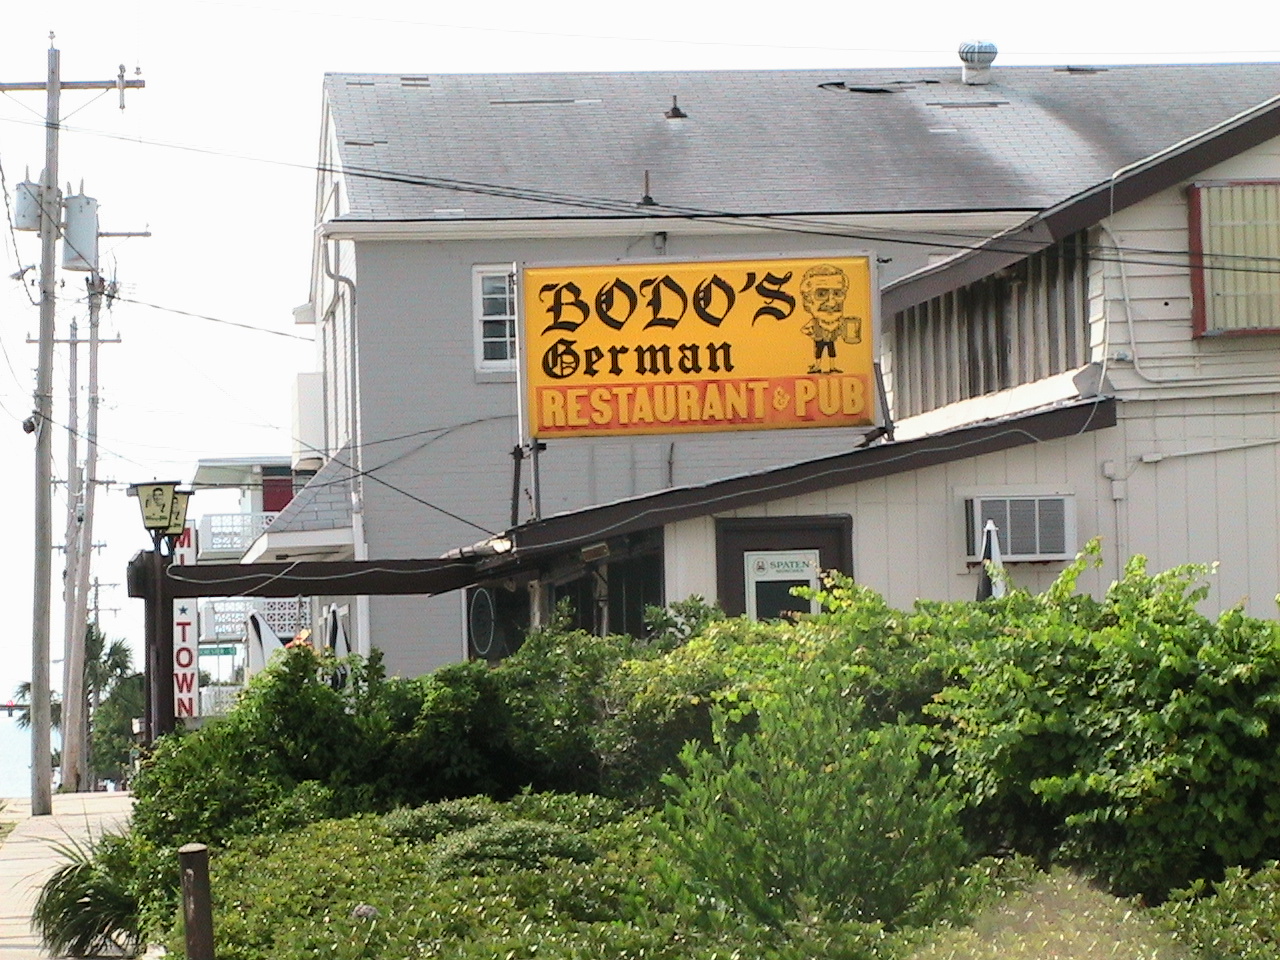 BODO'S
German
RESTAURANT & PUB
SPATEN
TOWN